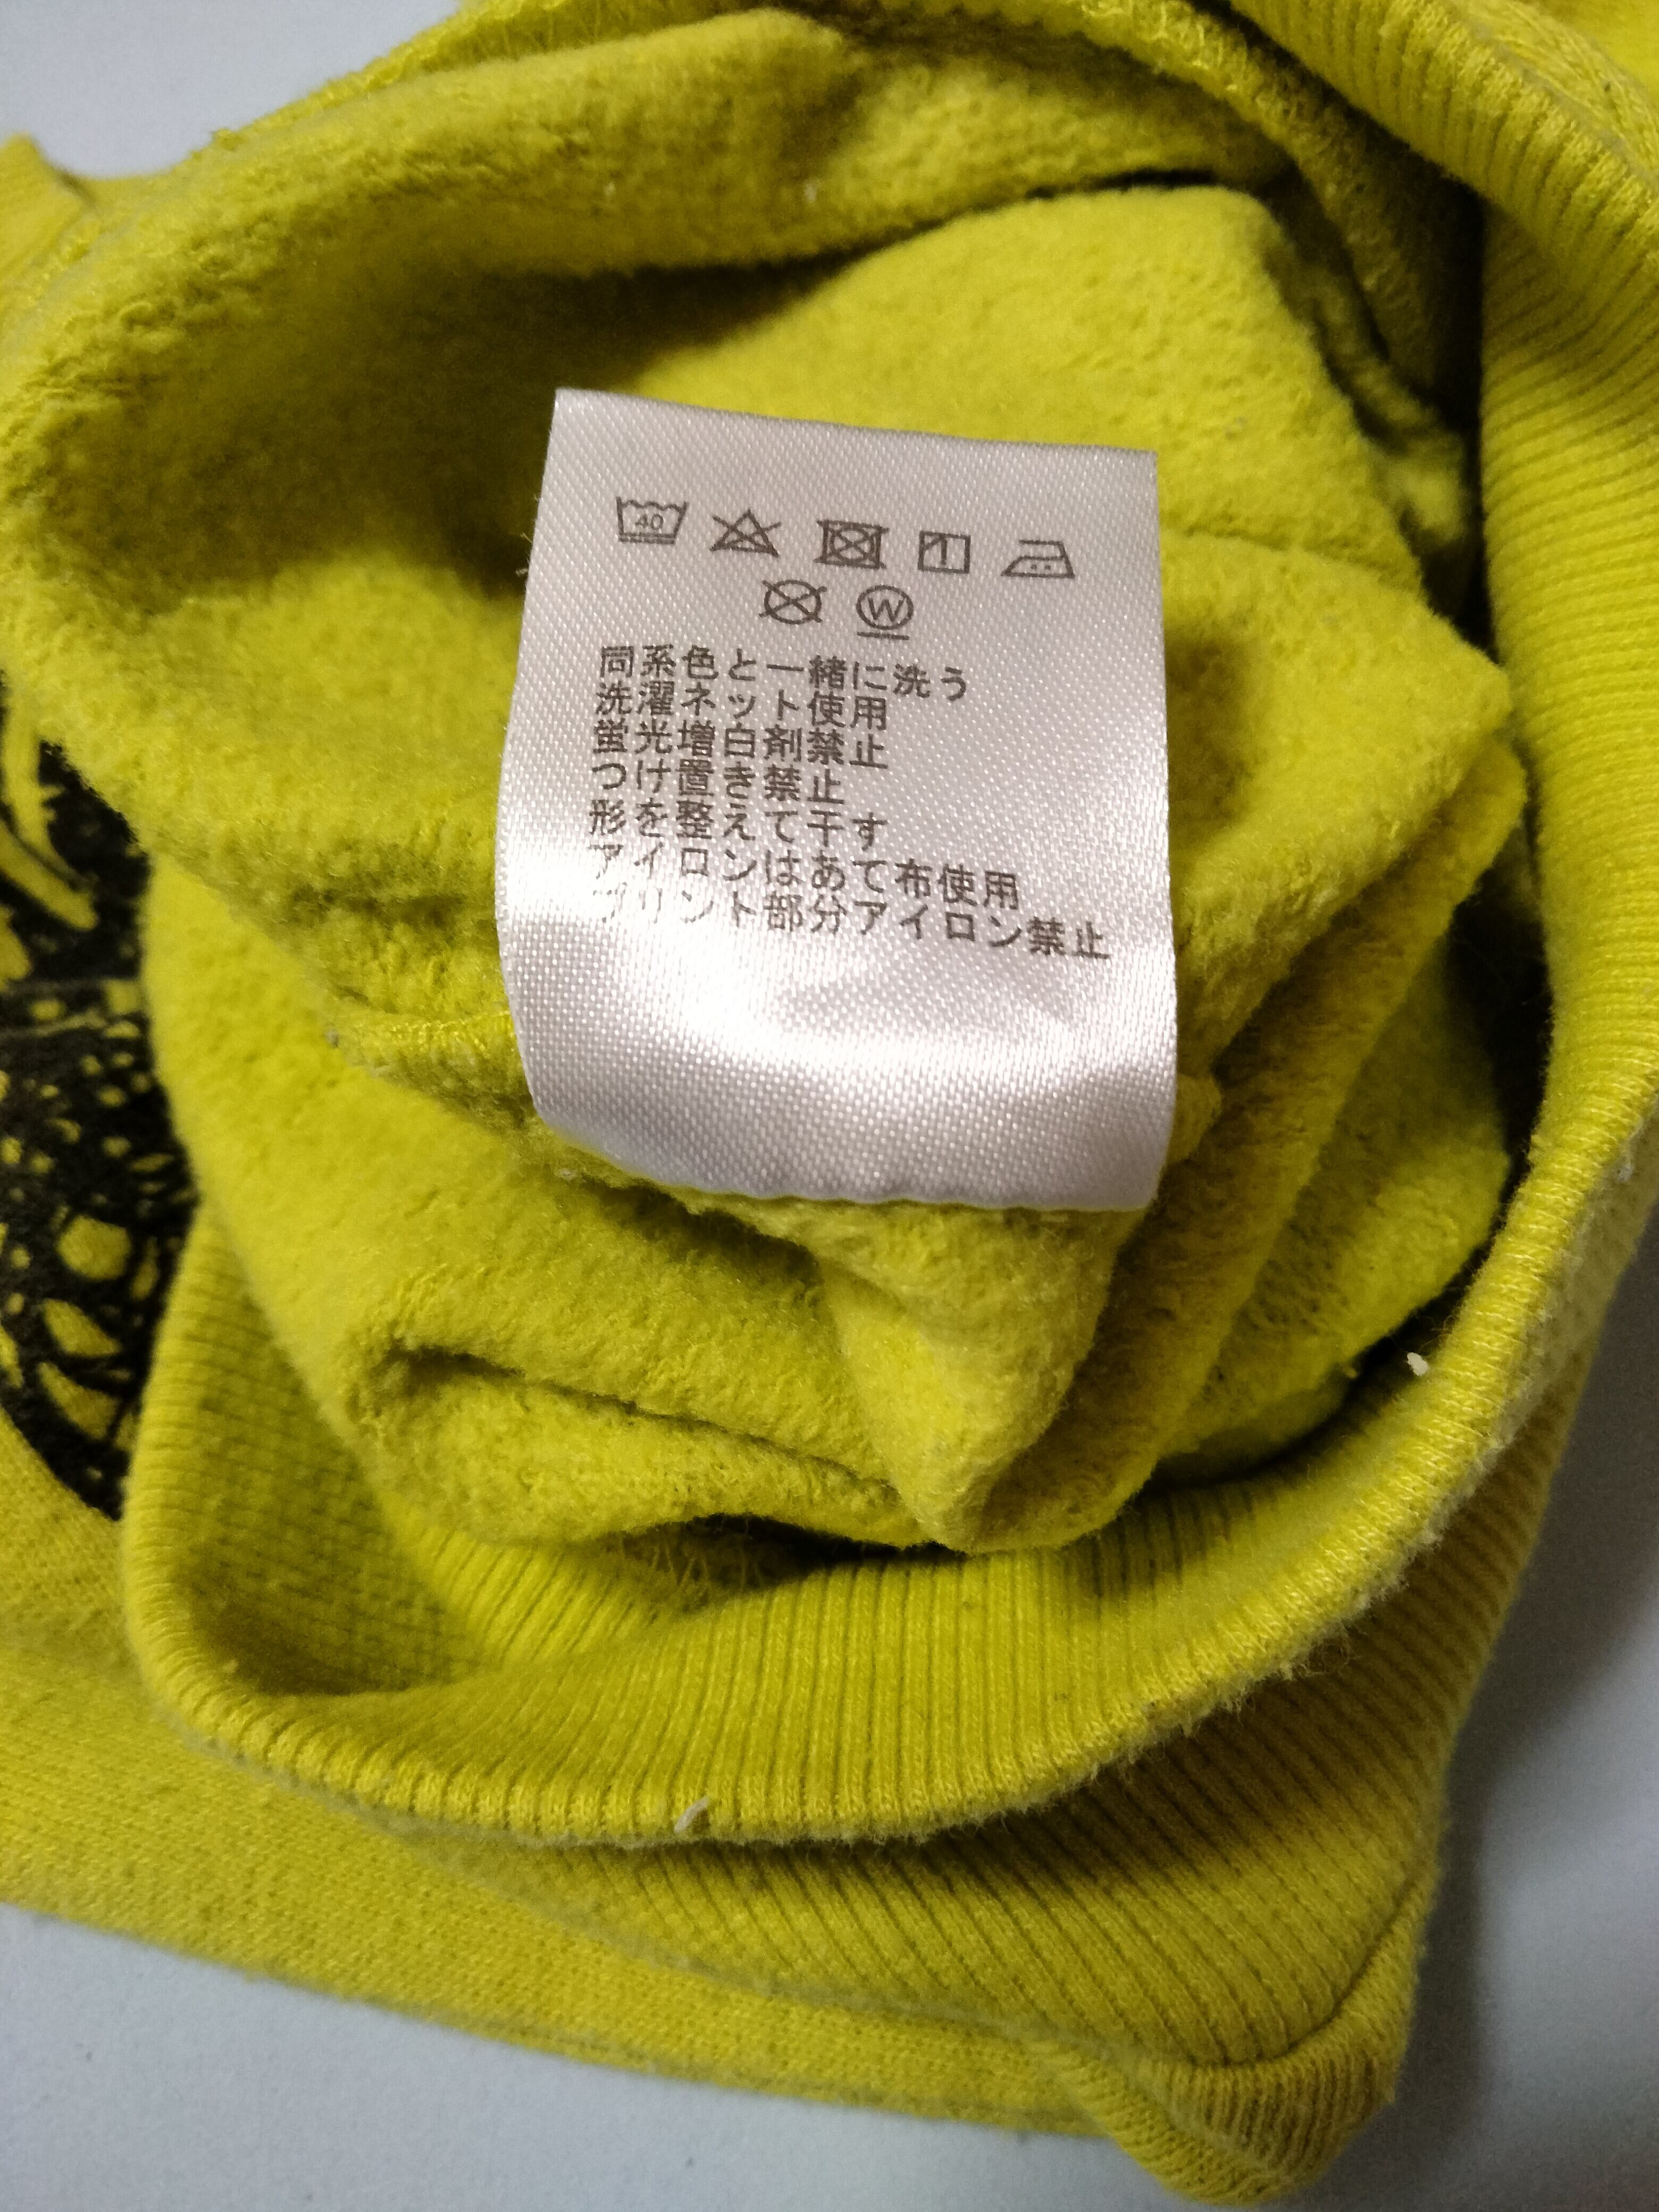 40
W
同系色と一緒に洗う
洗濯ネット使用
蛍光増白剤禁止
つけ置き禁止
形を整えて干す
アイロンはあて布使用
プリント部分アイロン禁止